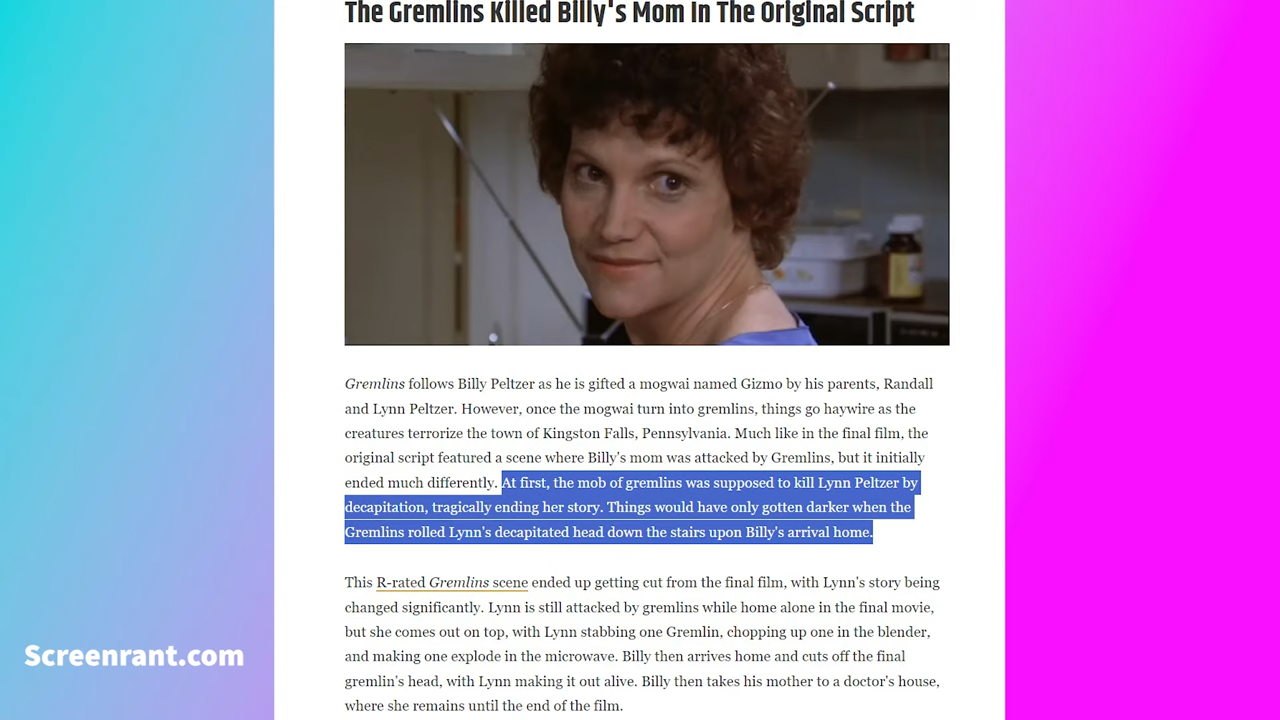 The Gremlins Killed Billy's Mom In The Original Script
Gremlins follows Billy Peltzer as he is gifted a mogwai named Gizmo by his parents, Randall
and Lynn Peltzer. However, once the mogwai turn into gremlins, things go haywire as the
creatures terrorize the town of Kingston Falls, Pennsylvania. Much like in the final film, the
original script featured a scene where Billy's mom was attacked by Gremlins, but it initially
ended much differently. At first, the mob of gremlins was supposed to kill Lynn Peltzer by
decapitation, tragically ending her story. Things would have only gotten darker when the
Gremlins rolled Lynn's decapitated head down the stairs upon Billy's arrival home.
This R-rated Gremlins scene ended up getting cut from the final film, with Lynn's story being
changed significantly. Lynn is still attacked by gremlins while home alone in the final movie,
but she comes out on top, with Lynn stabbing one Gremlin, chopping up one in the blender,
and making one explode in the microwave. Billy then arrives home and cuts off the final
gremlin's head, with Lynn making it out alive. Billy then takes his mother to a doctor's house,
where she remains until the end of the film.
Screenrant.com